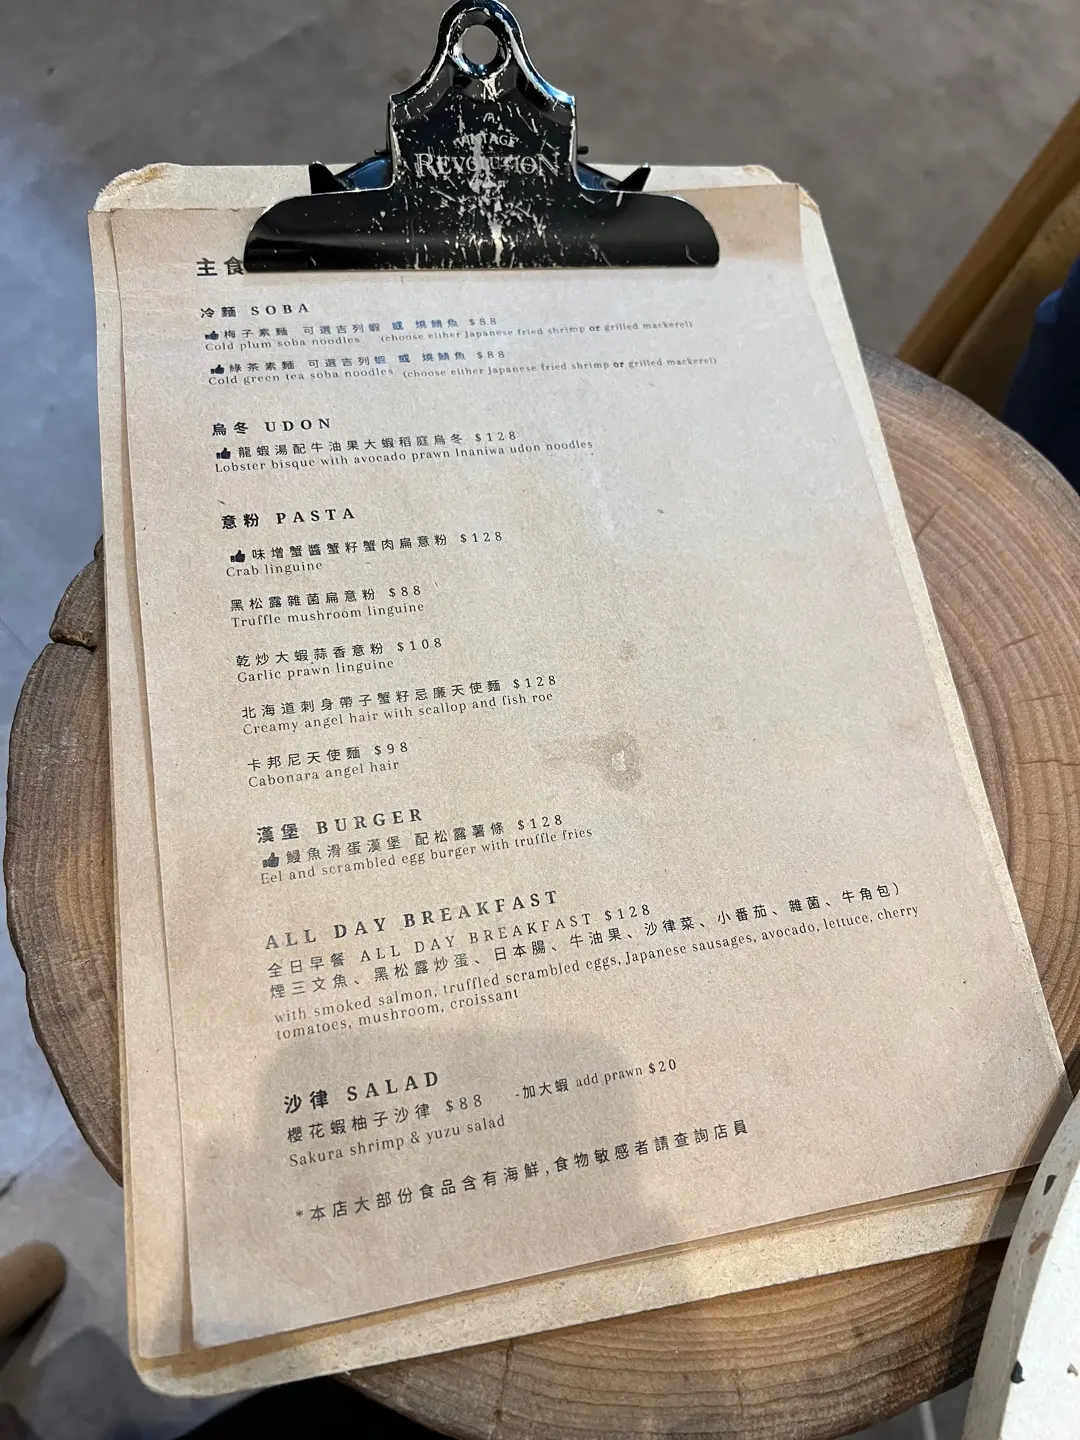 VINTAGE
REVOLUTION
主食
冷麵 SOBA
梅子素麵 可選吉列蝦 或 燒鯖魚 $88
Cold plum soba noodles (choose either Japanese fried shrimp or grilled mackerel)
綠茶素麵 可選吉列蝦 或 燒鯖魚 $88
Cold green tea soba noodles (choose either Japanese fried shrimp or grilled mackerel)
烏冬 UDON
龍蝦湯配牛油果大蝦稻庭烏冬 $128
Lobster bisque with avocado prawn Inaniwa udon noodles
意粉 PASTA
味增蟹醬蟹籽蟹肉扁意粉 $128
Crab linguine
黑松露雜菌扁意粉 $88
Truffle mushroom linguine
乾炒大蝦蒜香意粉 $108
Garlic prawn linguine
北海道刺身帶子蟹籽忌廉天使麵 $128
Creamy angel hair with scallop and fish roe
卡邦尼天使麵 $98
Cabonara angel hair
漢堡 BURGER
鰻魚滑蛋漢堡 配松露薯條 $128
Eel and scrambled egg burger with truffle fries
ALL DAY BREAKFAST
全日早餐 ALL DAY BREAKFAST $128
煙三文魚、黑松露炒蛋、日本腸、牛油果、沙律菜、小番茄、雜菌、牛角包)
with smoked salmon, truffled scrambled eggs, Japanese sausages, avocado, lettuce, cherry
tomatoes, mushroom, croissant
沙律 SALAD
櫻花蝦柚子沙律 $88 -加大蝦 add prawn $20
Sakura shrimp & yuzu salad
*本店大部份食品含有海鮮,食物敏感者請查詢店員